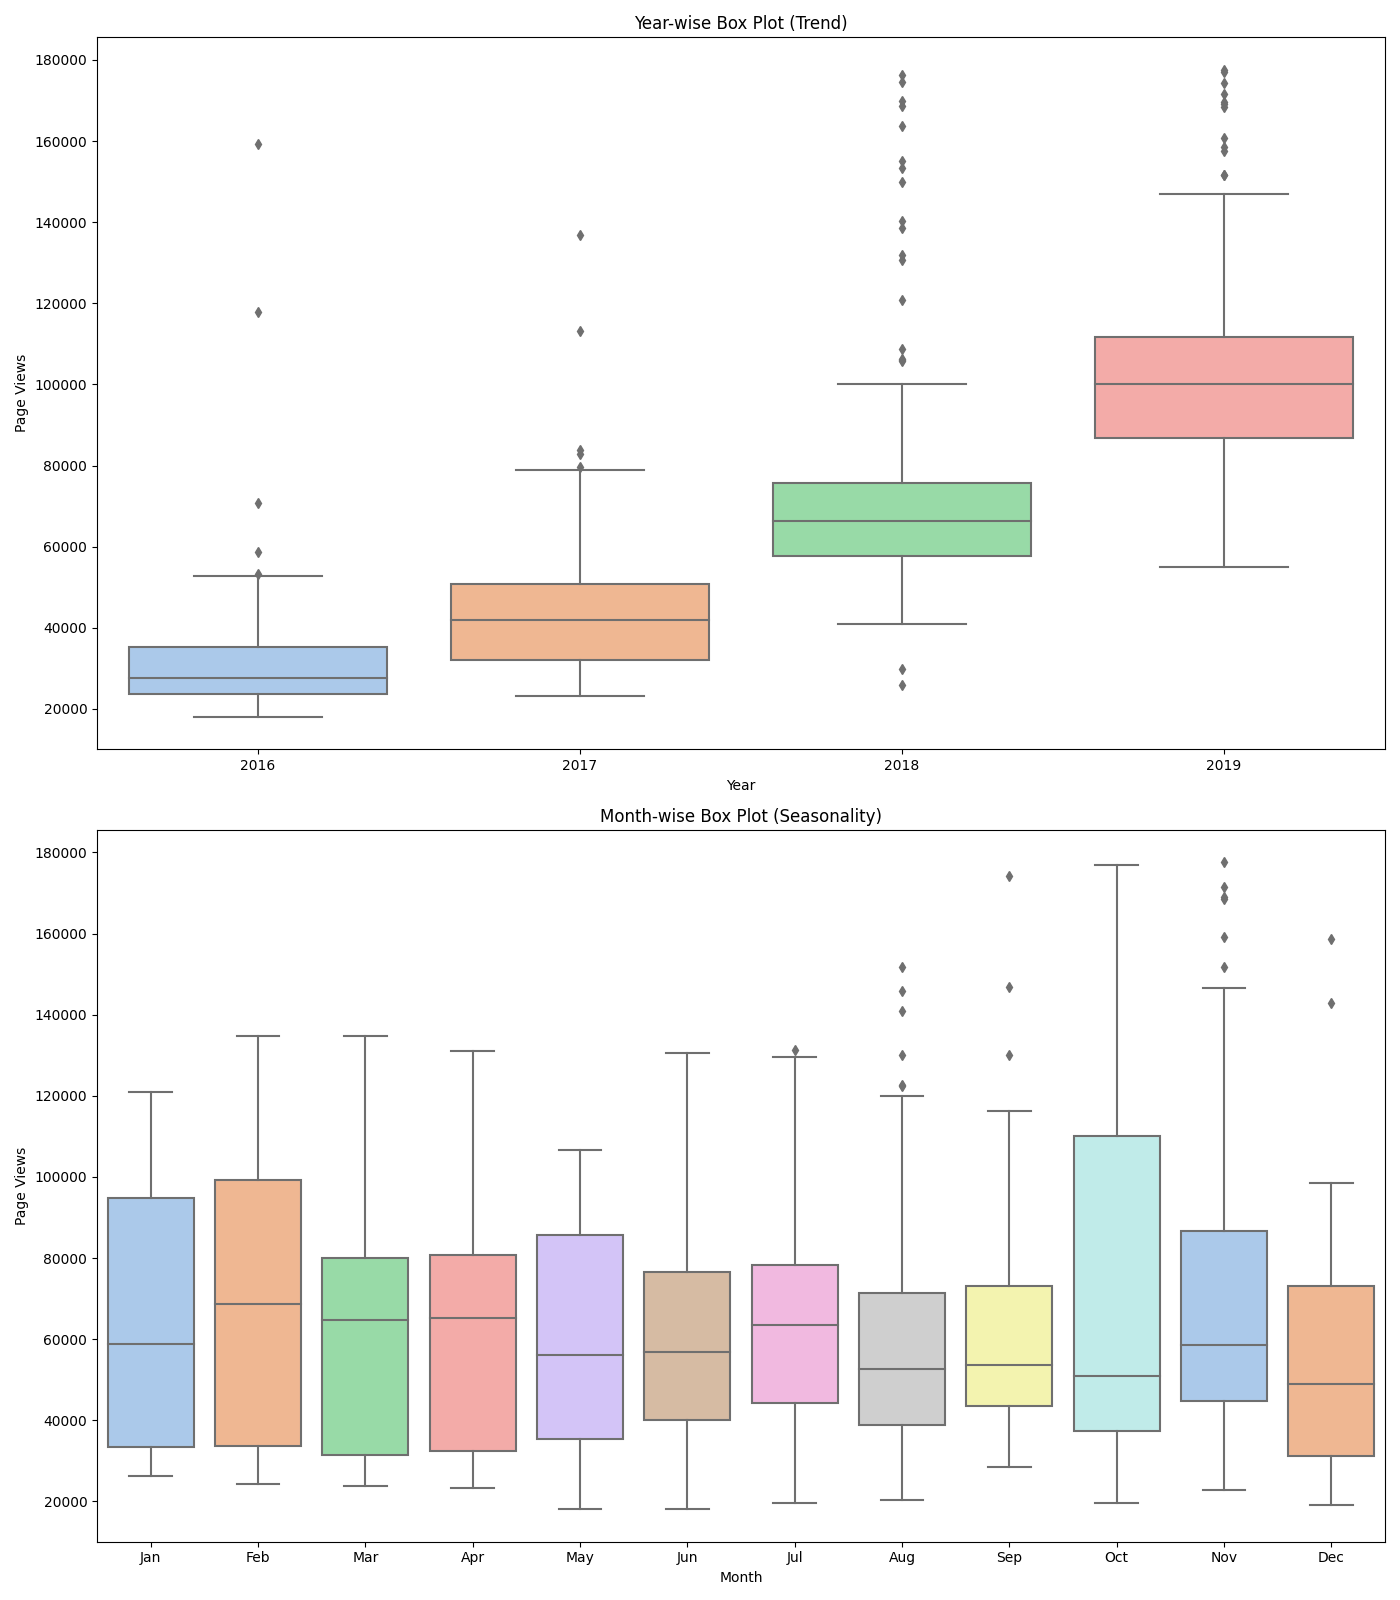 Year-wise Box Plot (Trend)
180000
160000
140000
120000
100000
80000
60000
40000
20000
Page Views
2016 2017 2018 2019
Year
Month-wise Box Plot (Seasonality)
180000
160000
140000
120000
100000
80000
60000
40000
20000
Page Views
Jan Feb Mar Apr May Jun Jul Aug Sep Oct Nov Dec
Month